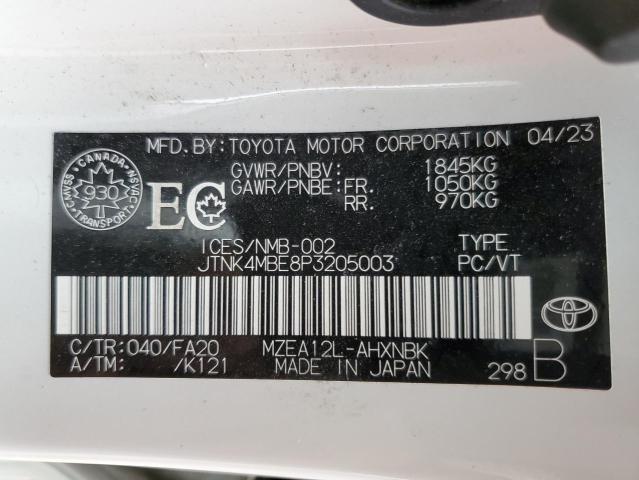 MFD. BY: TOYOTA MOTOR CORPORATION 04/23
GVWR/PNBV: 1845KG
GAWR/PNBE: FR. 1050KG
RR. 970KG
CANADA
CMVSS
930
NSVAC
TRANSPORT
EC
ICES/NMB-002 TYPE
JTNK4MBE8P3205003 PC/VT
C/TR: 040/FA20 MZEA12L-AHXNBK
A/TM: /K121 MADE IN JAPAN 298 B